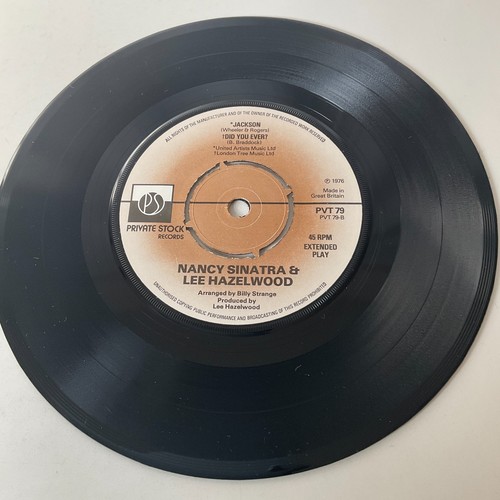 ALL RIGHTS OF THE MANUFACTURER AND OF THE OWNER OF THE RECORDED WORK RESERVED
*JACKSON
(Wheeler & Rogers)
†DID YOU EVER?
(B. Braddock)
*United Artists Music Ltd
†London Tree Music Ltd
PS
PRIVATE STOCK
RECORDS
℗ 1976
Made in
Great Britain
PVT 79
PVT 79-B
45 RPM
EXTENDED
PLAY
NANCY SINATRA &
LEE HAZELWOOD
Arranged by Billy Strange
Produced by
Lee Hazelwood
UNAUTHORISED COPYING PUBLIC PERFORMANCE AND BROADCASTING OF THIS RECORD PROHIBITED